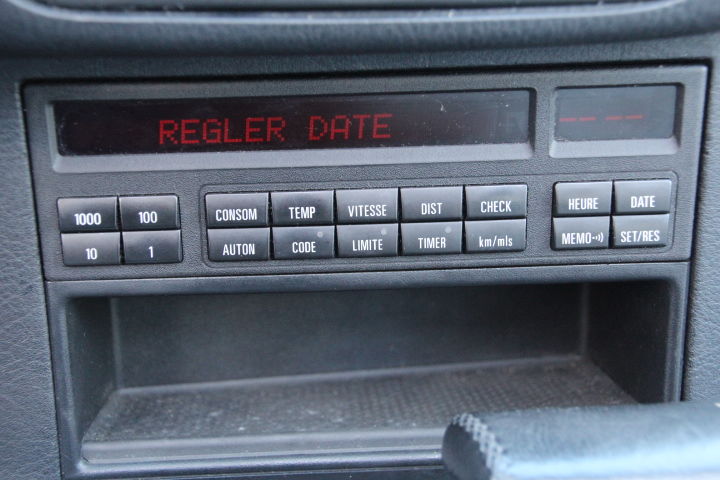 REGLER DATE -- --
1000 100 CONSOM TEMP VITESSE DIST CHECK HEURE DATE
10 1 AUTON CODE LIMITE TIMER km/mls MEMO SET/RES